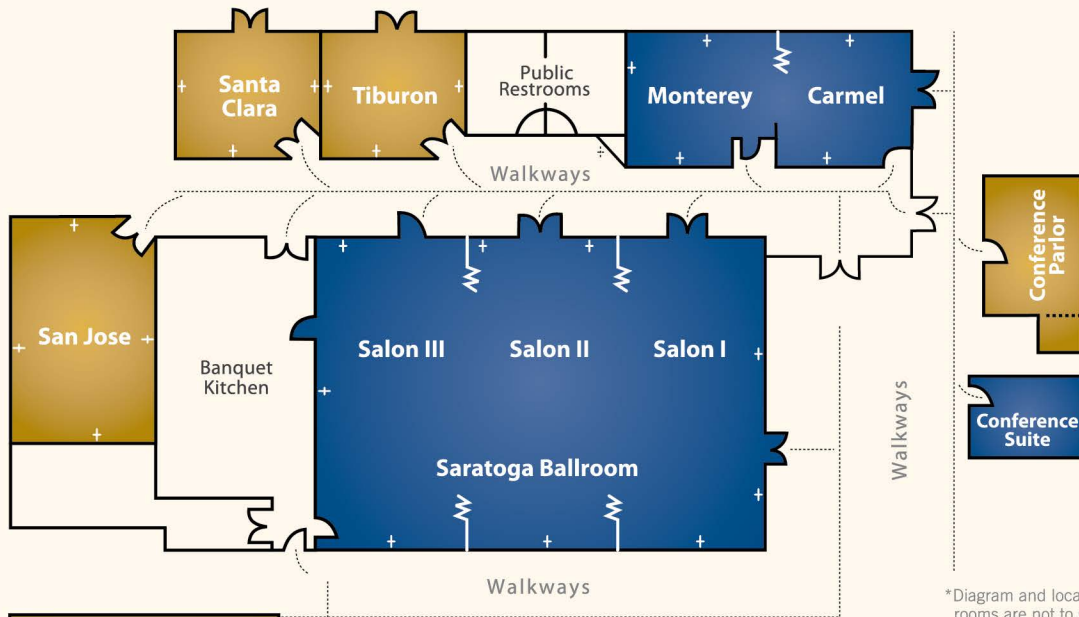 Santa
Clara
Tiburon
Public
Restrooms
Monterey
Carmel
Walkways
Conference
Parlor
San Jose
Banquet
Kitchen
Salon III
Salon II
Salon I
Saratoga Ballroom
Walkways
Conference
Suite
Walkways
*Diagram and loca
rooms are not to